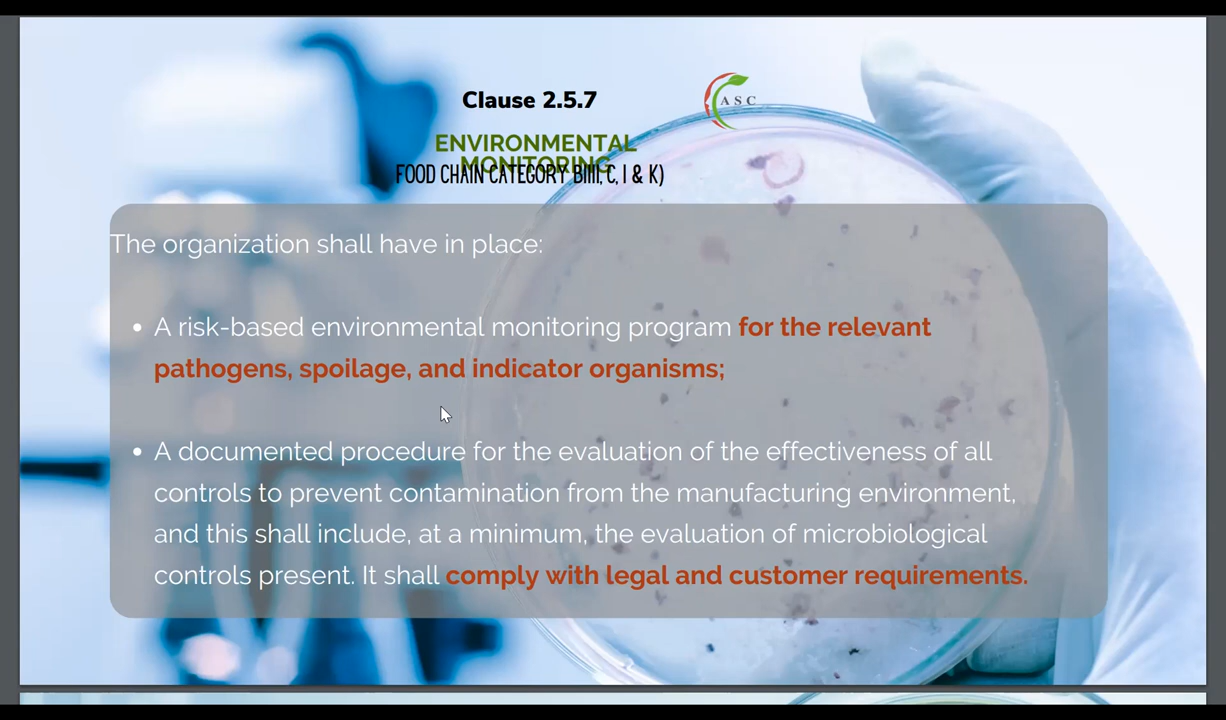 Clause 2.5.7
ASC
ENVIRONMENTAL
MONITORING
FOOD CHAIN CATEGORY BIII, C, I & K)
The organization shall have in place:
• A risk-based environmental monitoring program for the relevant
pathogens, spoilage, and indicator organisms;
• A documented procedure for the evaluation of the effectiveness of all
controls to prevent contamination from the manufacturing environment,
and this shall include, at a minimum, the evaluation of microbiological
controls present. It shall comply with legal and customer requirements.